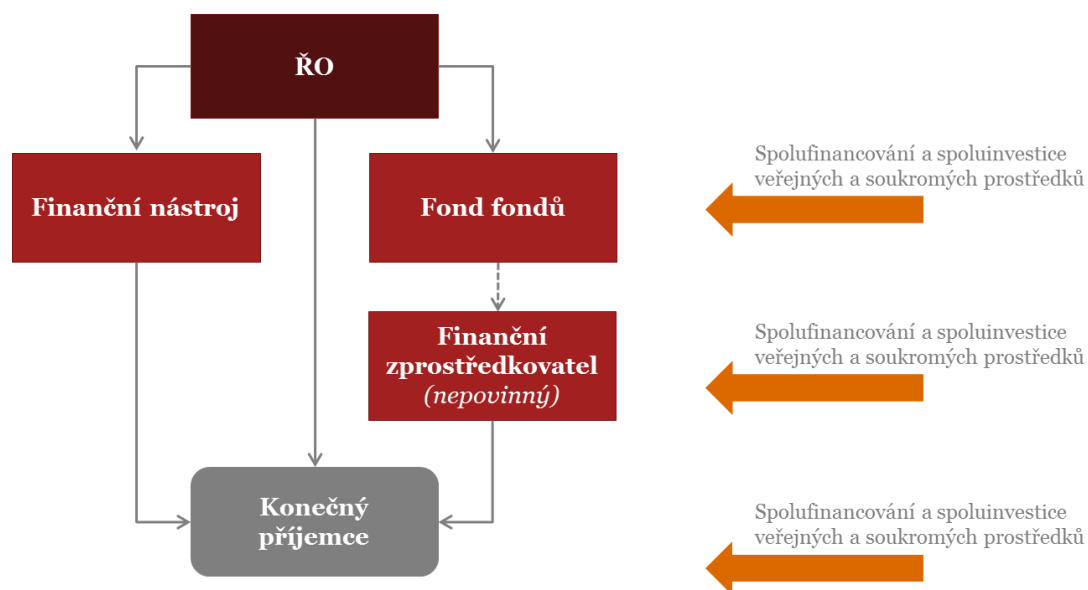 ŘO
Finanční nástroj
Fond fondů
Spolufinancování a spoluinvestice
veřejných a soukromých prostředků
Finanční
zprostředkovatel
(nepovinný)
Spolufinancování a spoluinvestice
veřejných a soukromých prostředků
Konečný
příjemce
Spolufinancování a spoluinvestice
veřejných a soukromých prostředků